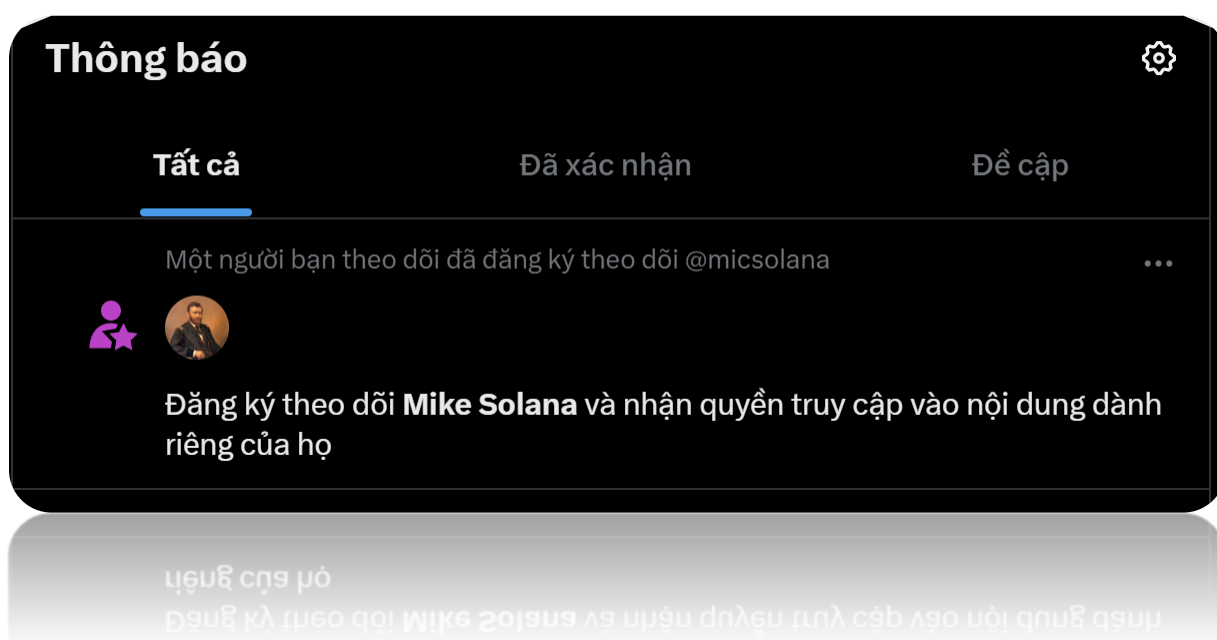 Thông báo
Tất cả
Đã xác nhận
Đề cập
Một người bạn theo dõi đã đăng ký theo dõi @micsolana
Đăng ký theo dõi Mike Solana và nhận quyền truy cập vào nội dung dành
riêng của họ